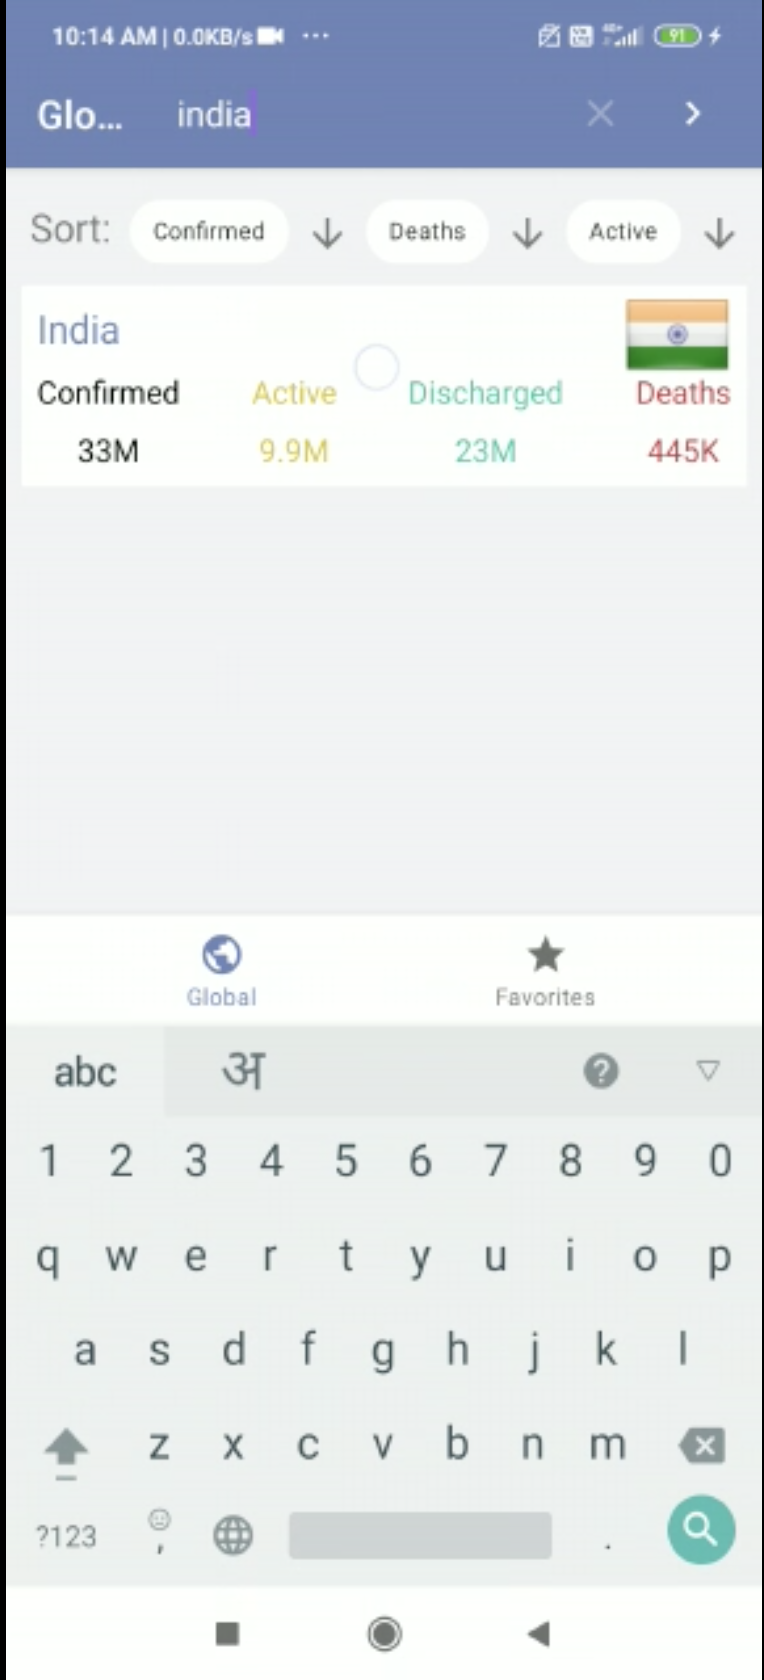 10:14 AM | 0.0KB/s ... 91
Glo... india
Sort: Confirmed Deaths Active
India
Confirmed Active Discharged Deaths
33M 9.9M 23M 445K
Global Favorites
abc अ ?
1 2 3 4 5 6 7 8 9 0
q w e r t y u i o p
a s d f g h j k l
z x c v b n m
?123 , .